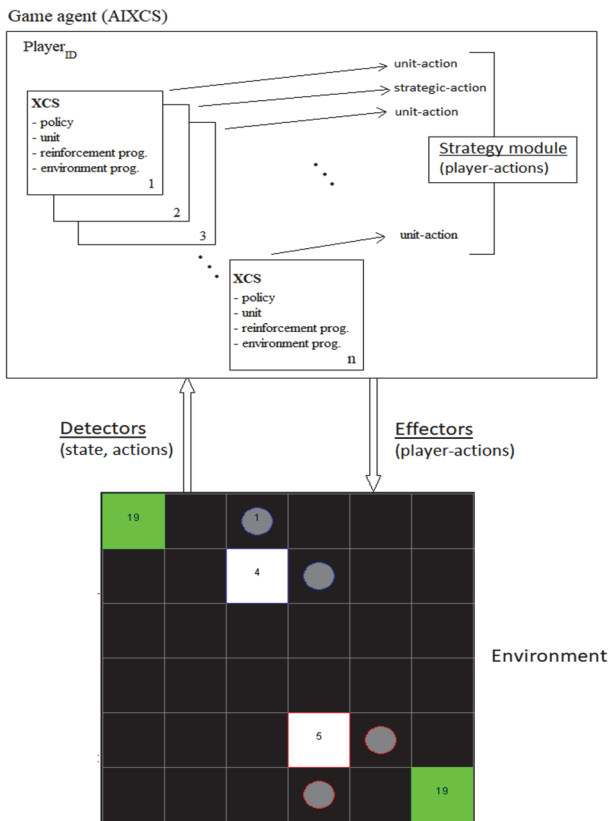 Game agent (AIXCS)
Player ID
unit-action
strategic-action
unit-action
XCS
- policy
- unit
- reinforcement prog.
- environment prog.
1
2
3
Strategy module
(player-actions)
unit-action
XCS
- policy
- unit
- reinforcement prog.
- environment prog.
n
Detectors
(state, actions)
Effectors
(player-actions)
19
1
4
Environment
5
19